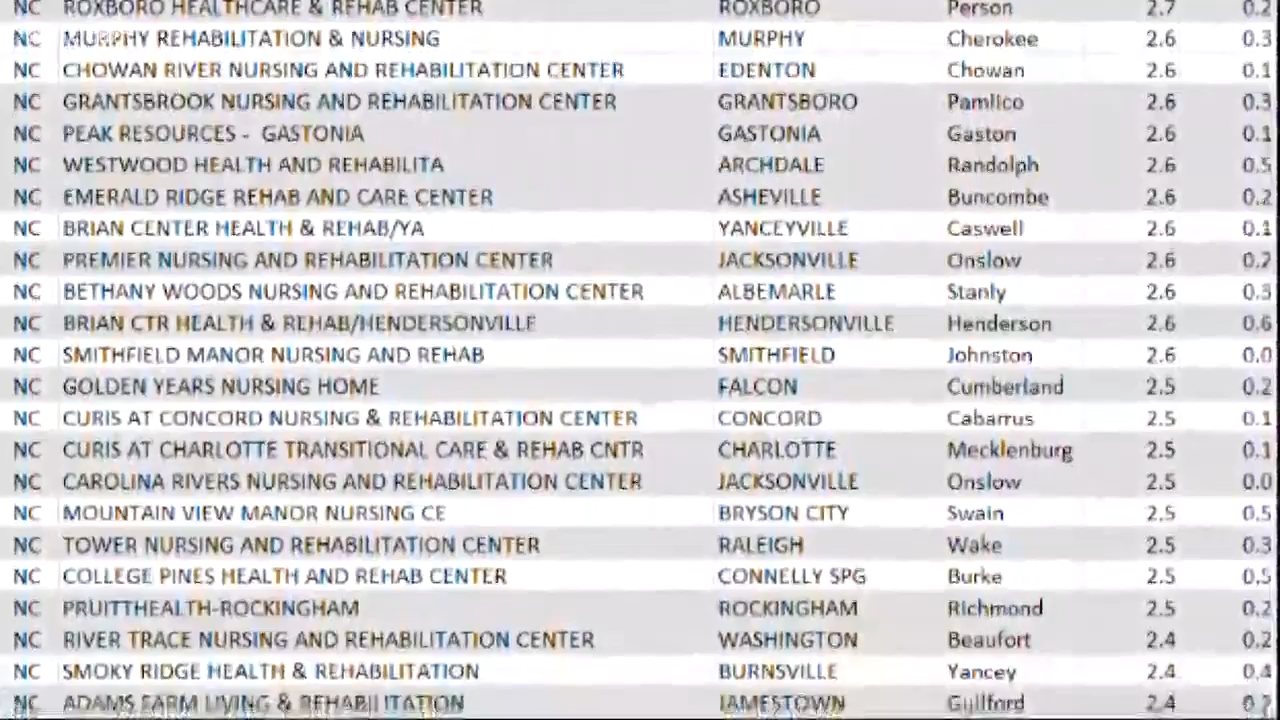 NC ROXBORO HEALTHCARE & REHAB CENTER ROXBORO Person 2.7 0.2
NC MURPHY REHABILITATION & NURSING MURPHY Cherokee 2.6 0.3
NC CHOWAN RIVER NURSING AND REHABILITATION CENTER EDENTON Chowan 2.6 0.1
NC GRANTSBROOK NURSING AND REHABILITATION CENTER GRANTSBORO Pamlico 2.6 0.3
NC PEAK RESOURCES - GASTONIA GASTONIA Gaston 2.6 0.1
NC WESTWOOD HEALTH AND REHABILITA ARCHDALE Randolph 2.6 0.5
NC EMERALD RIDGE REHAB AND CARE CENTER ASHEVILLE Buncombe 2.6 0.2
NC BRIAN CENTER HEALTH & REHAB/YA YANCEYVILLE Caswell 2.6 0.1
NC PREMIER NURSING AND REHABILITATION CENTER JACKSONVILLE Onslow 2.6 0.2
NC BETHANY WOODS NURSING AND REHABILITATION CENTER ALBEMARLE Stanly 2.6 0.3
NC BRIAN CTR HEALTH & REHAB/HENDERSONVILLE HENDERSONVILLE Henderson 2.6 0.6
NC SMITHFIELD MANOR NURSING AND REHAB SMITHFIELD Johnston 2.6 0.0
NC GOLDEN YEARS NURSING HOME FALCON Cumberland 2.5 0.2
NC CURIS AT CONCORD NURSING & REHABILITATION CENTER CONCORD Cabarrus 2.5 0.1
NC CURIS AT CHARLOTTE TRANSITIONAL CARE & REHAB CNTR CHARLOTTE Mecklenburg 2.5 0.1
NC CAROLINA RIVERS NURSING AND REHABILITATION CENTER JACKSONVILLE Onslow 2.5 0.0
NC MOUNTAIN VIEW MANOR NURSING CE BRYSON CITY Swain 2.5 0.5
NC TOWER NURSING AND REHABILITATION CENTER RALEIGH Wake 2.5 0.3
NC COLLEGE PINES HEALTH AND REHAB CENTER CONNELLY SPG Burke 2.5 0.5
NC PRUITTHEALTH-ROCKINGHAM ROCKINGHAM Richmond 2.5 0.2
NC RIVER TRACE NURSING AND REHABILITATION CENTER WASHINGTON Beaufort 2.4 0.2
NC SMOKY RIDGE HEALTH & REHABILITATION BURNSVILLE Yancey 2.4 0.4
NC ADAMS FARM LIVING & REHABILITATION JAMESTOWN Guilford 2.4